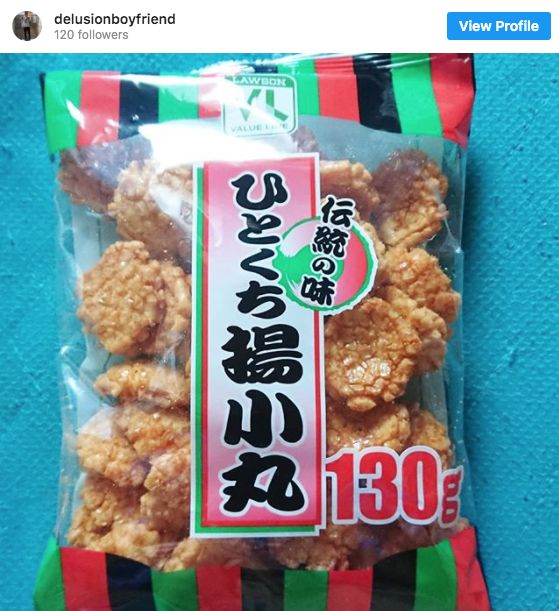 delusionboyfriend
120 followers
View Profile
LAWSON
VL
VALUE LINE
伝統の味
ひとくち揚小丸
130g